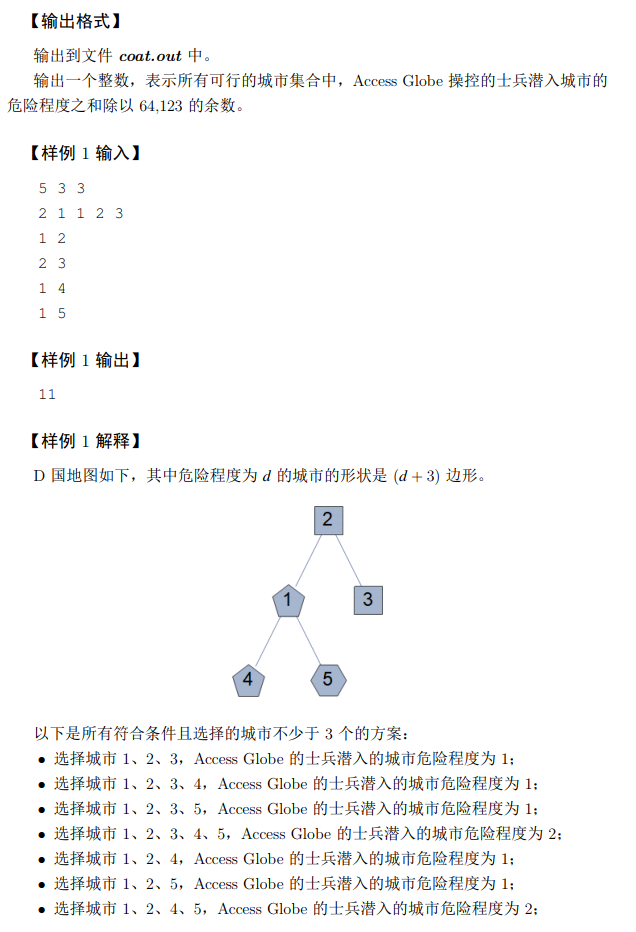 【输出格式】
输出到文件 coat.out 中。
输出一个整数，表示所有可行的城市集合中，Access Globe 操控的士兵潜入城市的
危险程度之和除以 64,123 的余数。
【样例 1 输入】
5 3 3
2 1 1 2 3
1 2
2 3
1 4
1 5
【样例 1 输出】
11
【样例 1 解释】
D 国地图如下，其中危险程度为 d 的城市的形状是 (d + 3) 边形。
2
1 3
4 5
以下是所有符合条件且选择的城市不少于 3 个的方案：
• 选择城市 1、2、3，Access Globe 的士兵潜入的城市危险程度为 1；
• 选择城市 1、2、3、4，Access Globe 的士兵潜入的城市危险程度为 1；
• 选择城市 1、2、3、5，Access Globe 的士兵潜入的城市危险程度为 1；
• 选择城市 1、2、3、4、5，Access Globe 的士兵潜入的城市危险程度为 2；
• 选择城市 1、2、4，Access Globe 的士兵潜入的城市危险程度为 1；
• 选择城市 1、2、5，Access Globe 的士兵潜入的城市危险程度为 1；
• 选择城市 1、2、4、5，Access Globe 的士兵潜入的城市危险程度为 2；